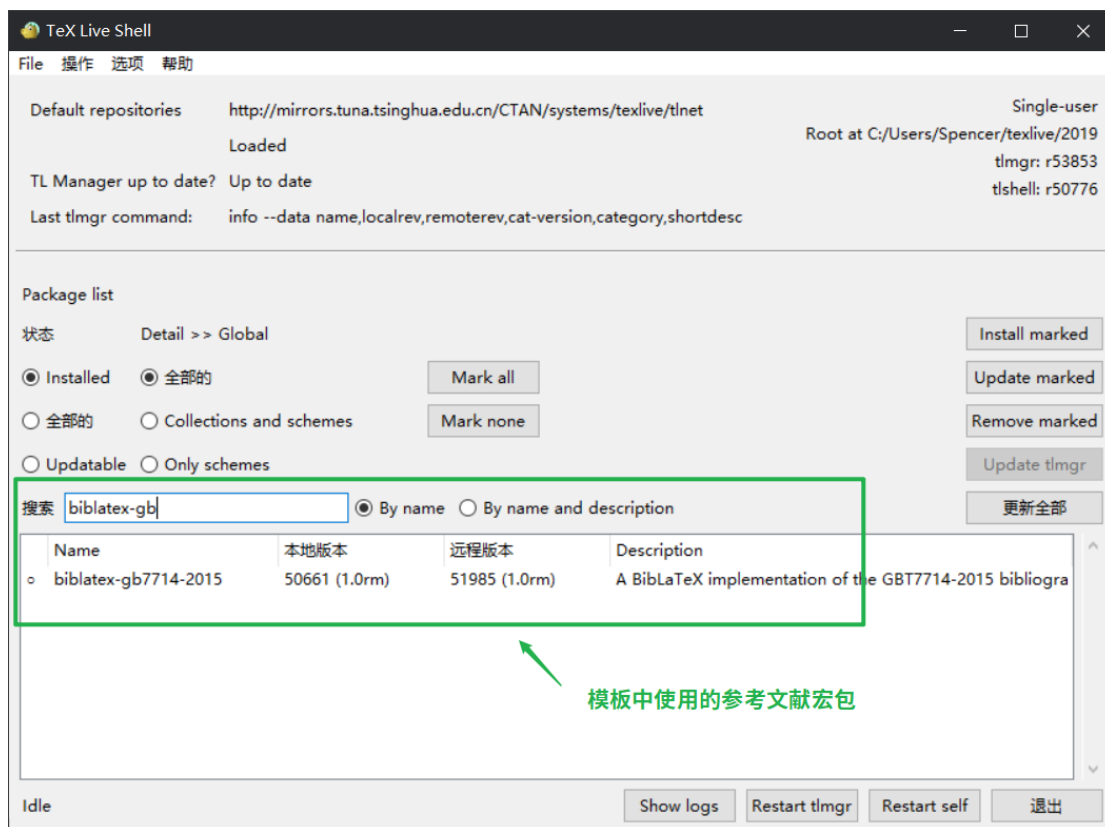 TeX Live Shell
File 操作 选项 帮助
Default repositories http://mirrors.tuna.tsinghua.edu.cn/CTAN/systems/texlive/tlnet Single-user
Root at C:/Users/Spencer/texlive/2019
Loaded
tlmgr: r53853
TL Manager up to date? Up to date
tlshell: r50776
Last tlmgr command: info --data name,localrev,remoterev,cat-version,category,shortdesc
Package list
状态 Detail >> Global Install marked
Installed 全部的 Mark all Update marked
全部的 Collections and schemes Mark none Remove marked
Updatable Only schemes Update tlmgr
搜索 biblatex-gb By name By name and description 更新全部
Name 本地版本 远程版本 Description
biblatex-gb7714-2015 50661 (1.0rm) 51985 (1.0rm) A BibLaTeX implementation of the GBT7714-2015 bibliogra
模板中使用的参考文献宏包
Idle Show logs Restart tlmgr Restart self 退出